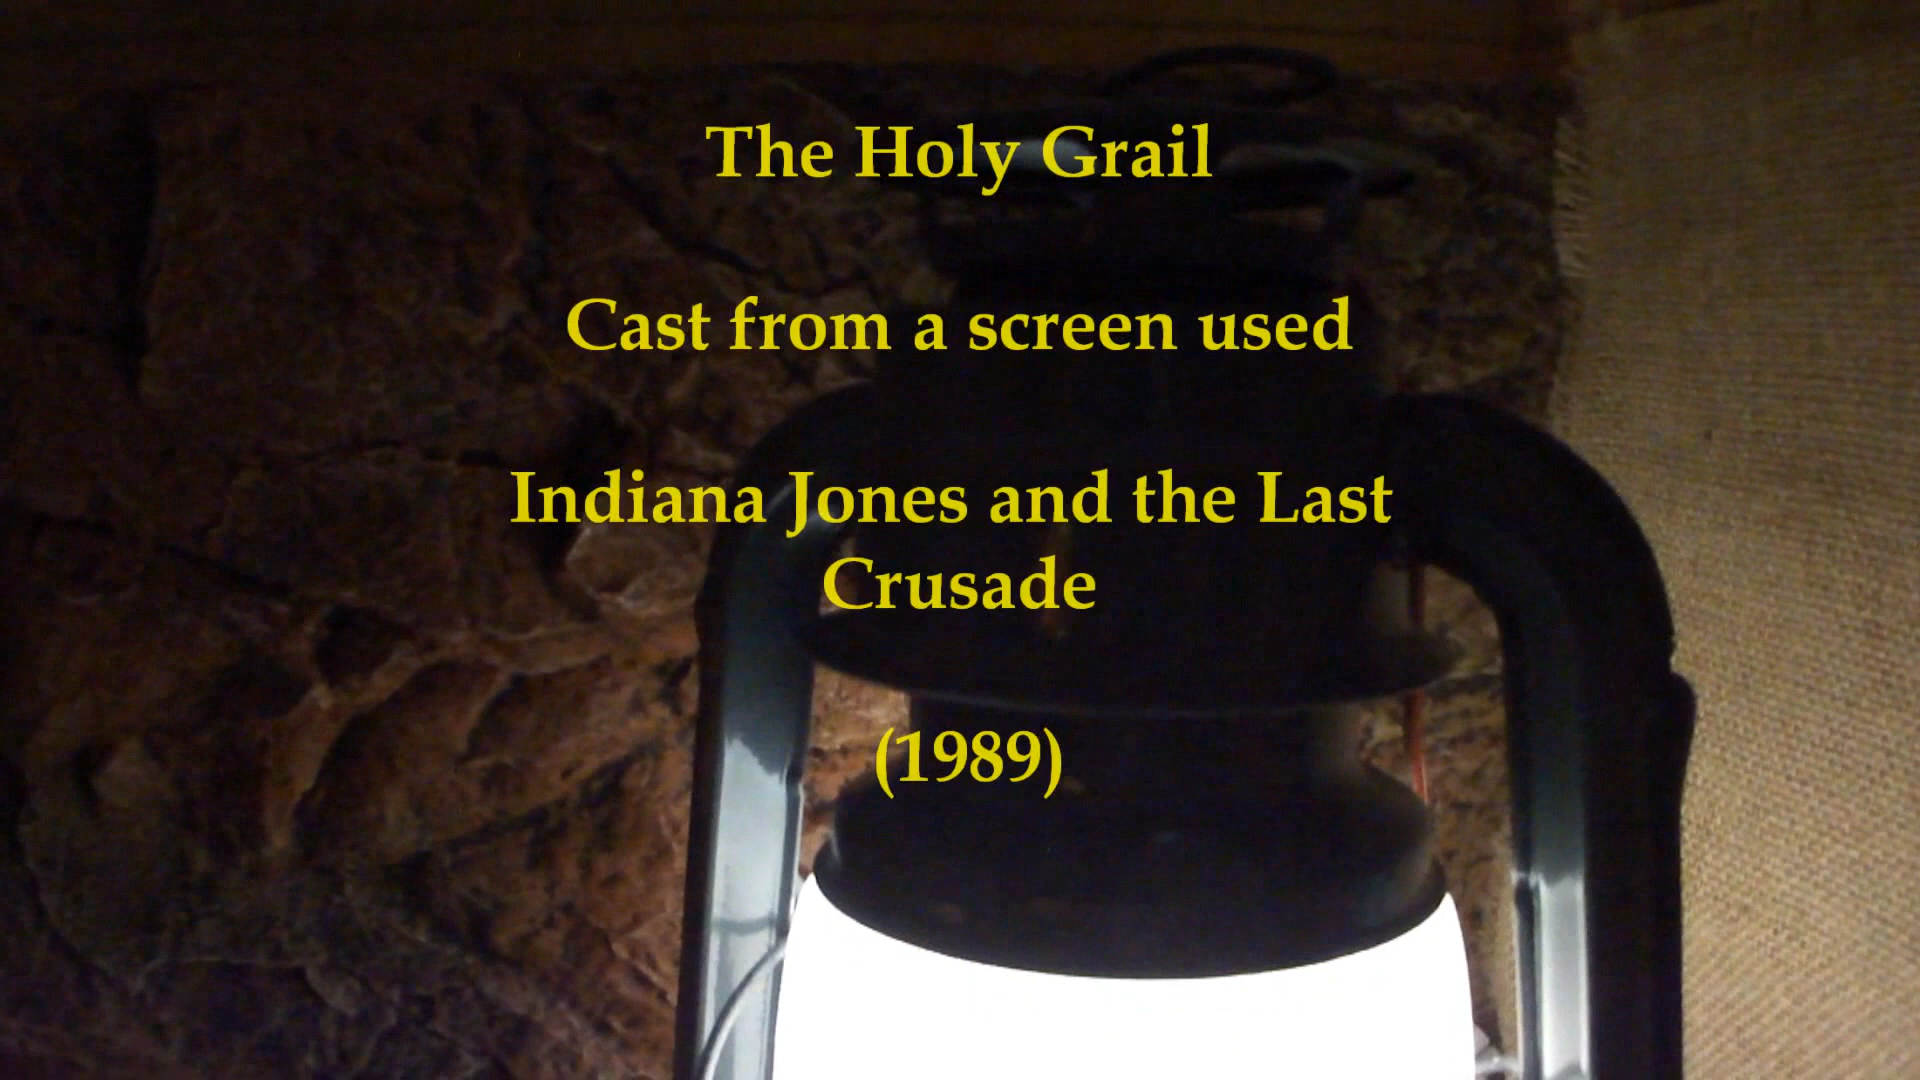 The Holy Grail
Cast from a screen used
Indiana Jones and the Last
Crusade
(1989)